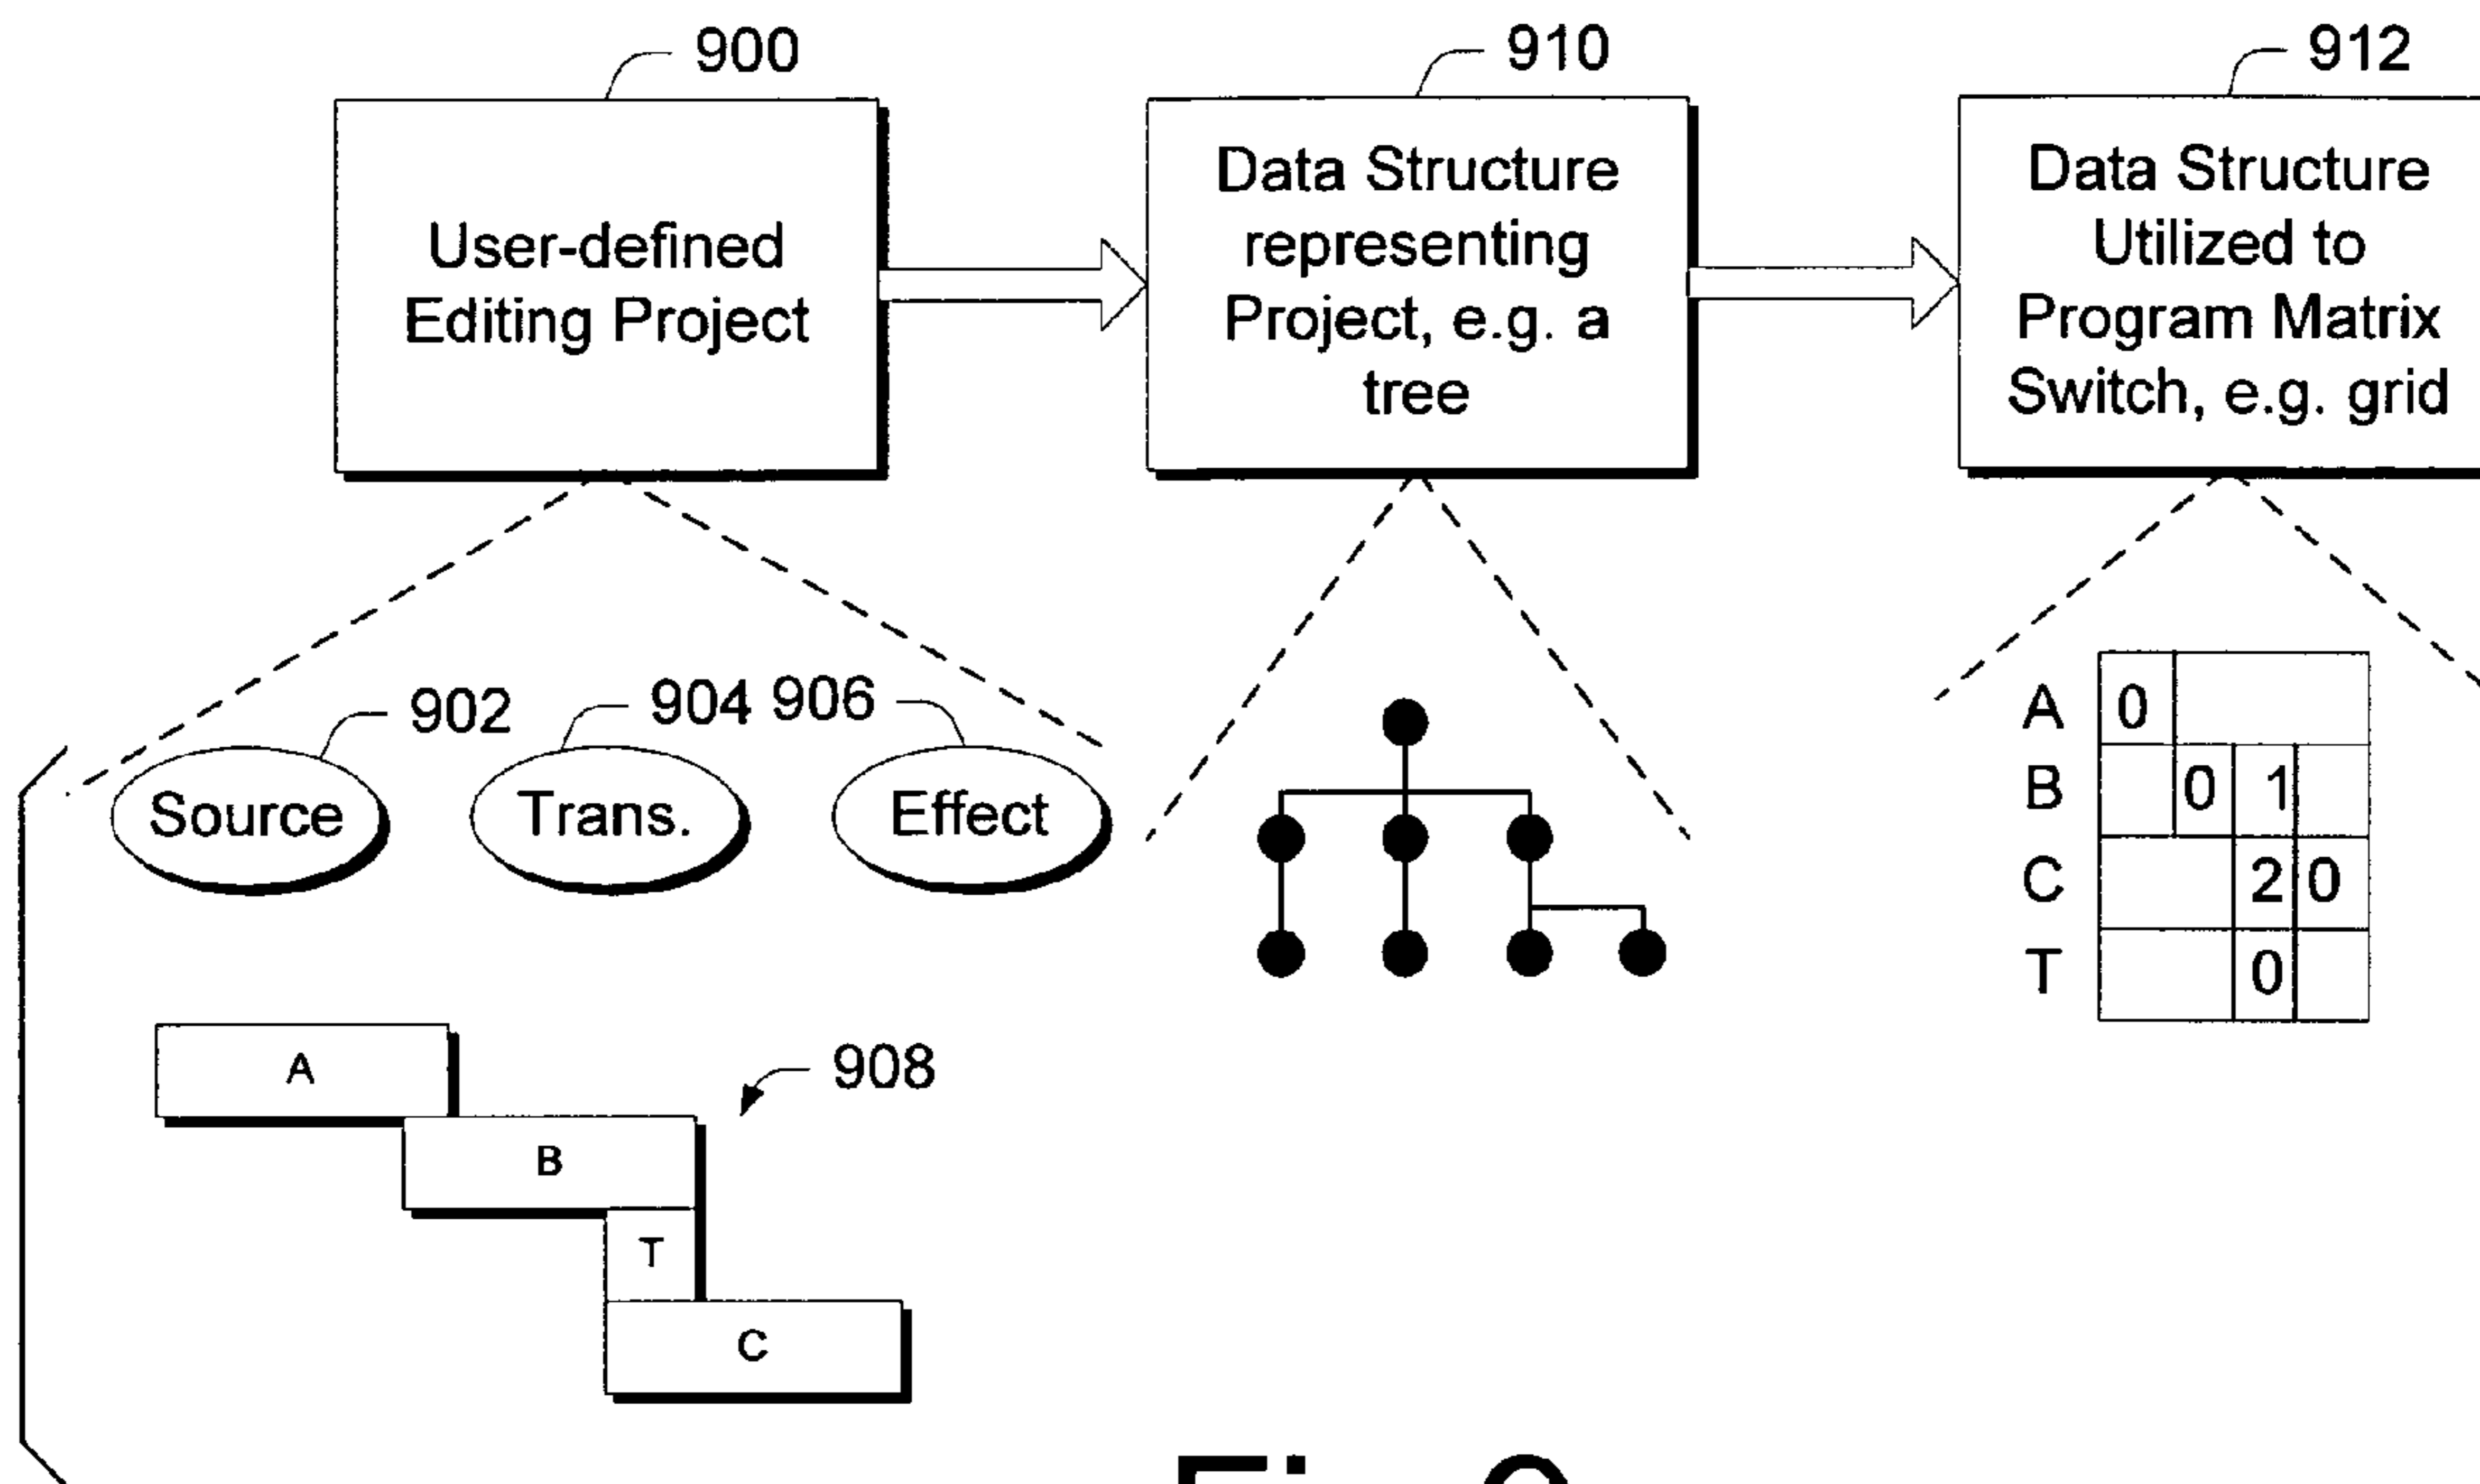 900
910
912
User-defined
Editing Project
Data Structure
representing
Project, e.g. a
tree
Data Structure
Utilized to
Program Matrix
Switch, e.g. grid
902
904
906
Source
Trans.
Effect
A
B
T
C
908
A 0
B 0 1
C 2 0
T 0